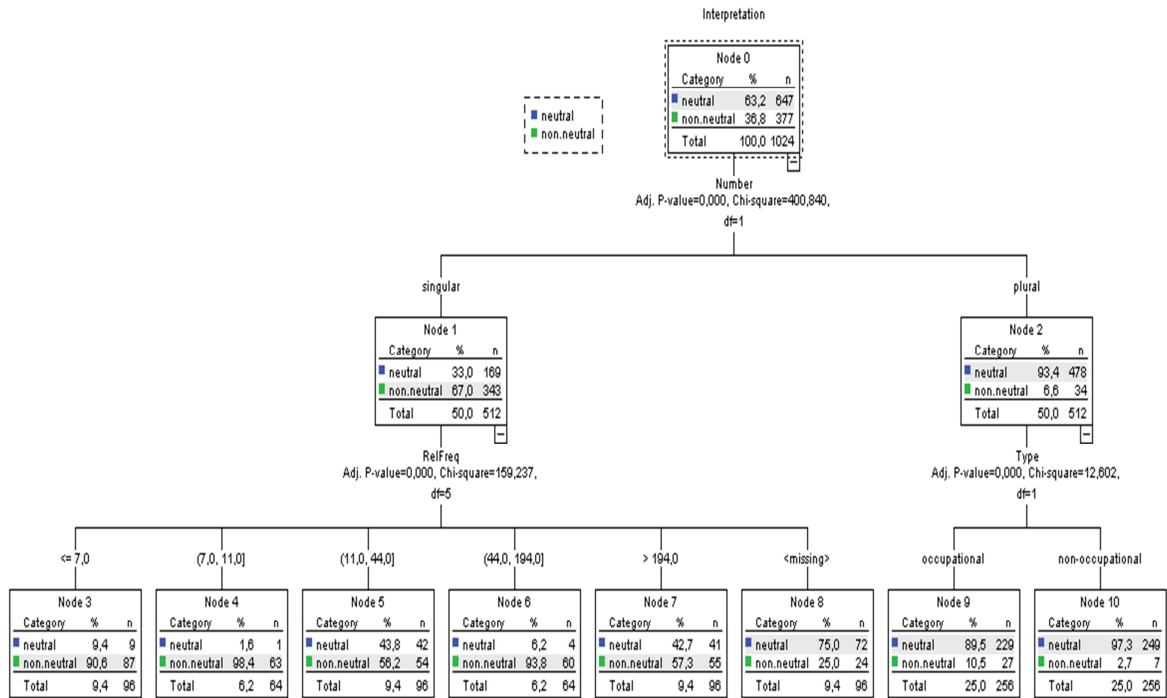 Interpretation
Node 0
Category % n
neutral 63,2 647
non.neutral 36,8 377
Total 100,0 1024
neutral
non.neutral
Number
Adj. P-value=0,000, Chi-square=400,840,
df=1
singular
plural
Node 1
Category % n
neutral 33,0 169
non.neutral 67,0 343
Total 50,0 512
Node 2
Category % n
neutral 93,4 478
non.neutral 6,6 34
Total 50,0 512
RelFreq
Adj. P-value=0,000, Chi-square=159,237,
df=5
Type
Adj. P-value=0,000, Chi-square=12,602,
df=1
<= 7,0
(7,0, 11,0]
(11,0, 44,0]
(44,0, 194,0]
> 194,0
<missing>
occupational
non-occupational
Node 3
Category % n
neutral 9,4 9
non.neutral 90,6 87
Total 9,4 96
Node 4
Category % n
neutral 1,6 1
non.neutral 98,4 63
Total 6,2 64
Node 5
Category % n
neutral 43,8 42
non.neutral 56,2 54
Total 9,4 96
Node 6
Category % n
neutral 6,2 4
non.neutral 93,8 60
Total 6,2 64
Node 7
Category % n
neutral 42,7 41
non.neutral 57,3 55
Total 9,4 96
Node 8
Category % n
neutral 75,0 72
non.neutral 25,0 24
Total 9,4 96
Node 9
Category % n
neutral 89,5 229
non.neutral 10,5 27
Total 25,0 256
Node 10
Category % n
neutral 97,3 249
non.neutral 2,7 7
Total 25,0 256